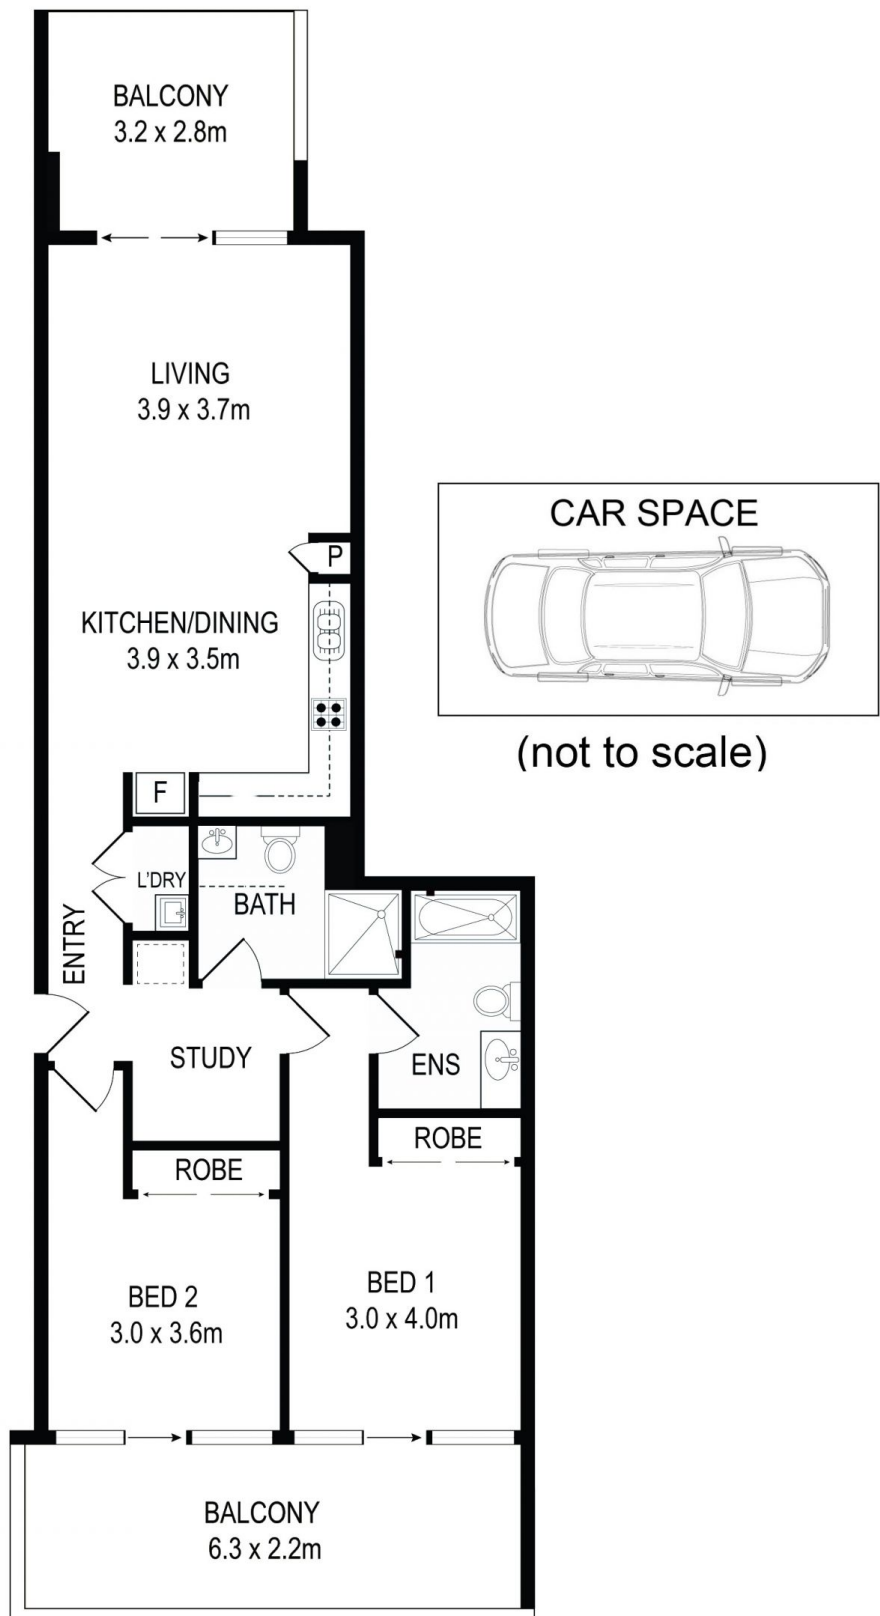 BALCONY
3.2 x 2.8m
LIVING
3.9 x 3.7m
P
KITCHEN/DINING
3.9 x 3.5m
CAR SPACE
(not to scale)
F
L'DRY
BATH
ENTRY
STUDY
ENS
ROBE
ROBE
BED 1
3.0 x 4.0m
BED 2
3.0 x 3.6m
BALCONY
6.3 x 2.2m